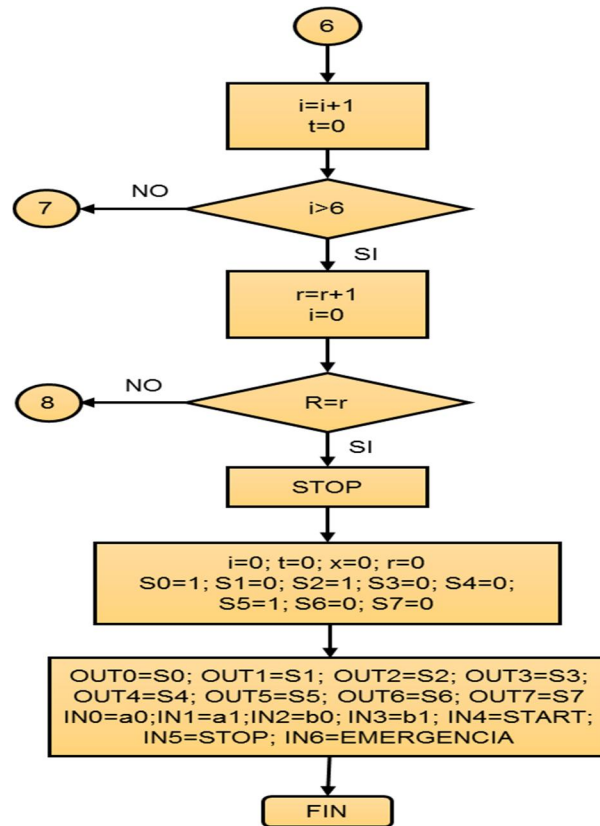 6
i=i+1
t=0
NO
7
i>6
SI
r=r+1
i=0
NO
8
R=r
SI
STOP
i=0; t=0; x=0; r=0
S0=1; S1=0; S2=1; S3=0; S4=0;
S5=1; S6=0; S7=0
OUT0=S0; OUT1=S1; OUT2=S2; OUT3=S3;
OUT4=S4; OUT5=S5; OUT6=S6; OUT7=S7
IN0=a0;IN1=a1;IN2=b0; IN3=b1; IN4=START;
IN5=STOP; IN6=EMERGENCIA
FIN